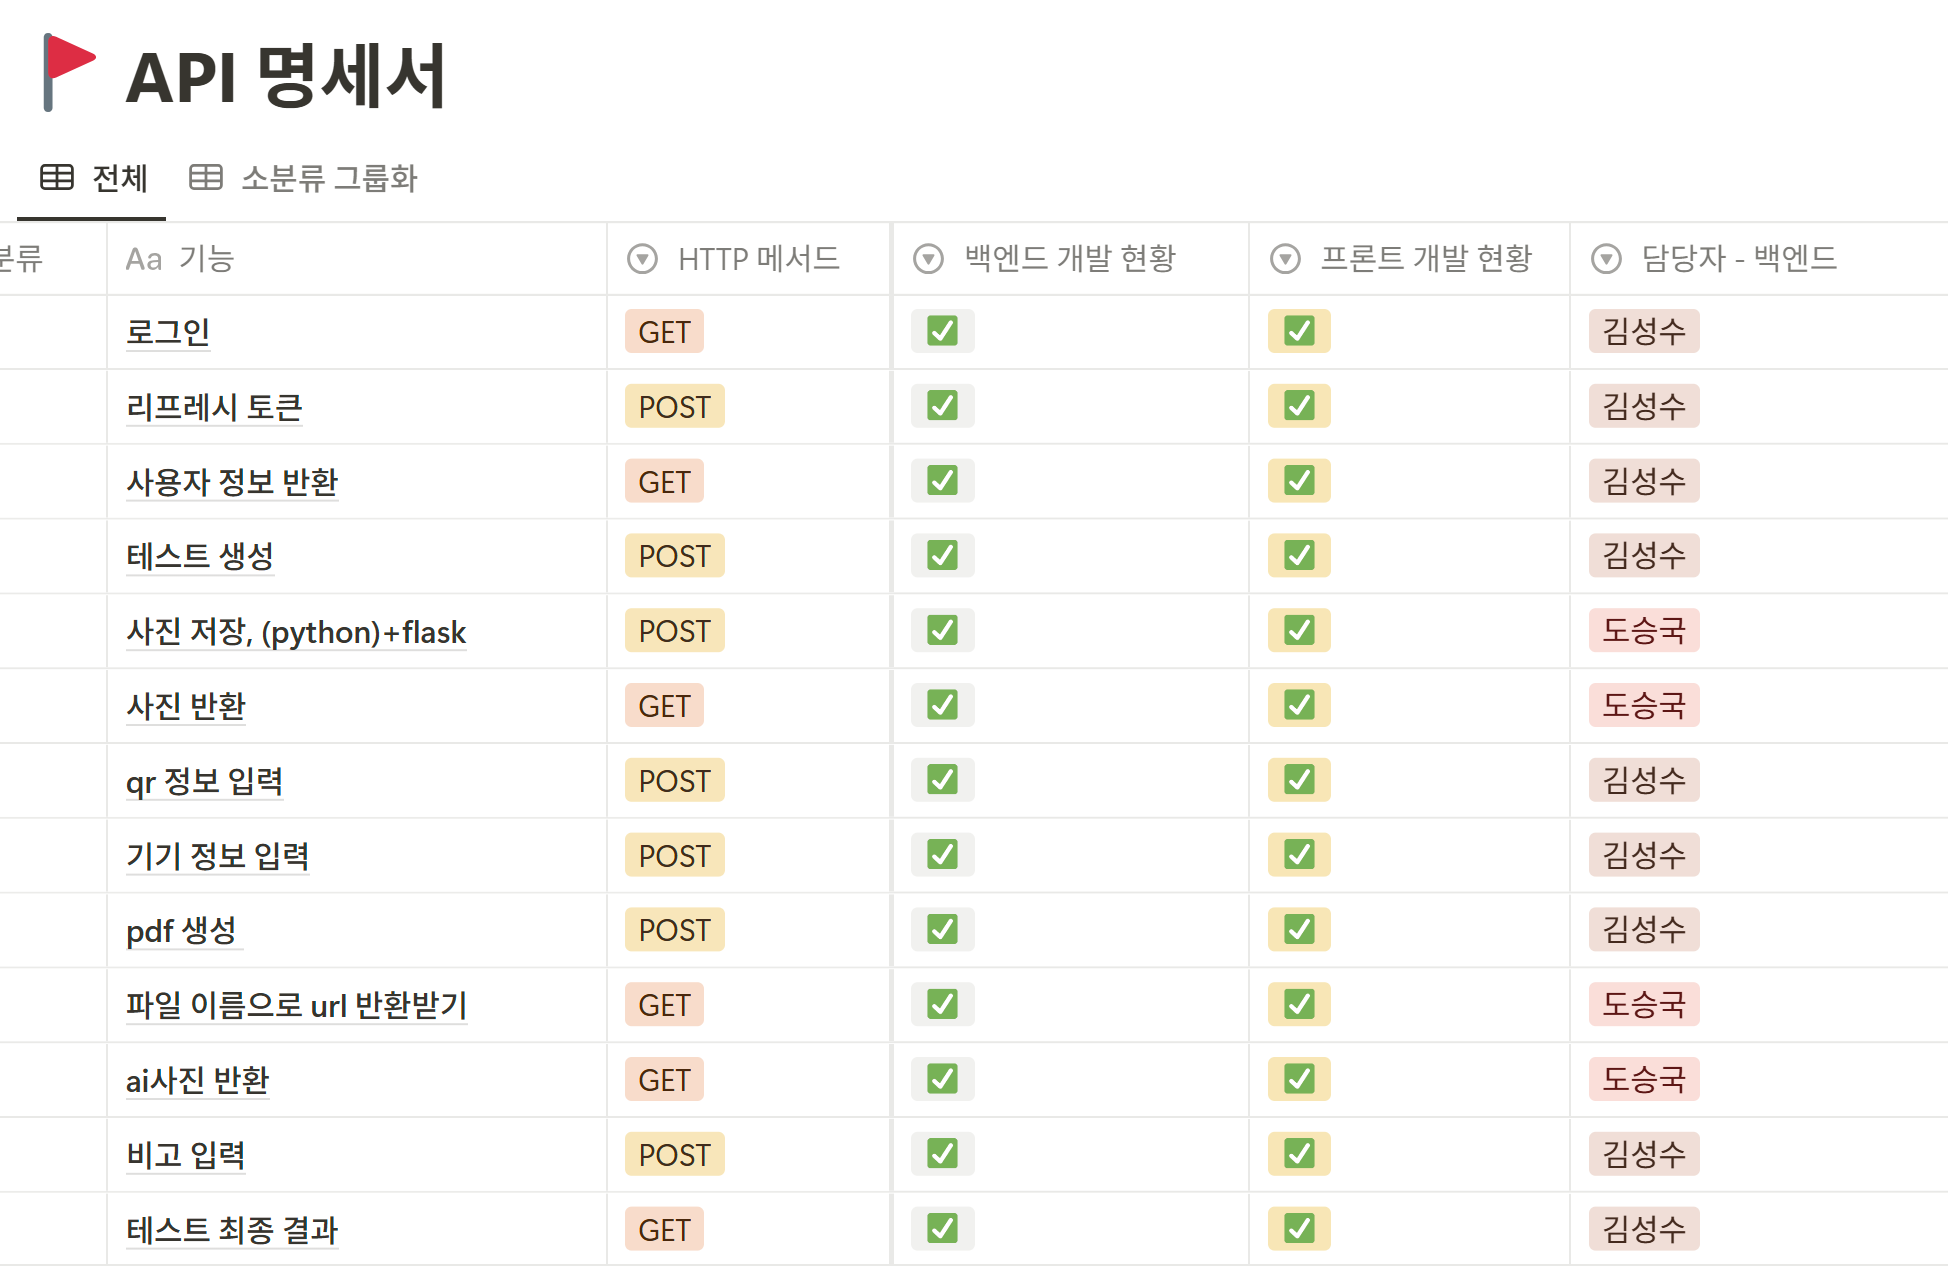 API 명세서
전체 소분류 그룹화
분류 Aa 기능 HTTP 메서드 백엔드 개발 현황 프론트 개발 현황 담당자 - 백엔드
로그인 GET ✅ ✅ 김성수
리프레시 토큰 POST ✅ ✅ 김성수
사용자 정보 반환 GET ✅ ✅ 김성수
테스트 생성 POST ✅ ✅ 김성수
사진 저장, (python)+flask POST ✅ ✅ 도승국
사진 반환 GET ✅ ✅ 도승국
qr 정보 입력 POST ✅ ✅ 김성수
기기 정보 입력 POST ✅ ✅ 김성수
pdf 생성 POST ✅ ✅ 김성수
파일 이름으로 url 반환받기 GET ✅ ✅ 도승국
ai사진 반환 GET ✅ ✅ 도승국
비고 입력 POST ✅ ✅ 김성수
테스트 최종 결과 GET ✅ ✅ 김성수